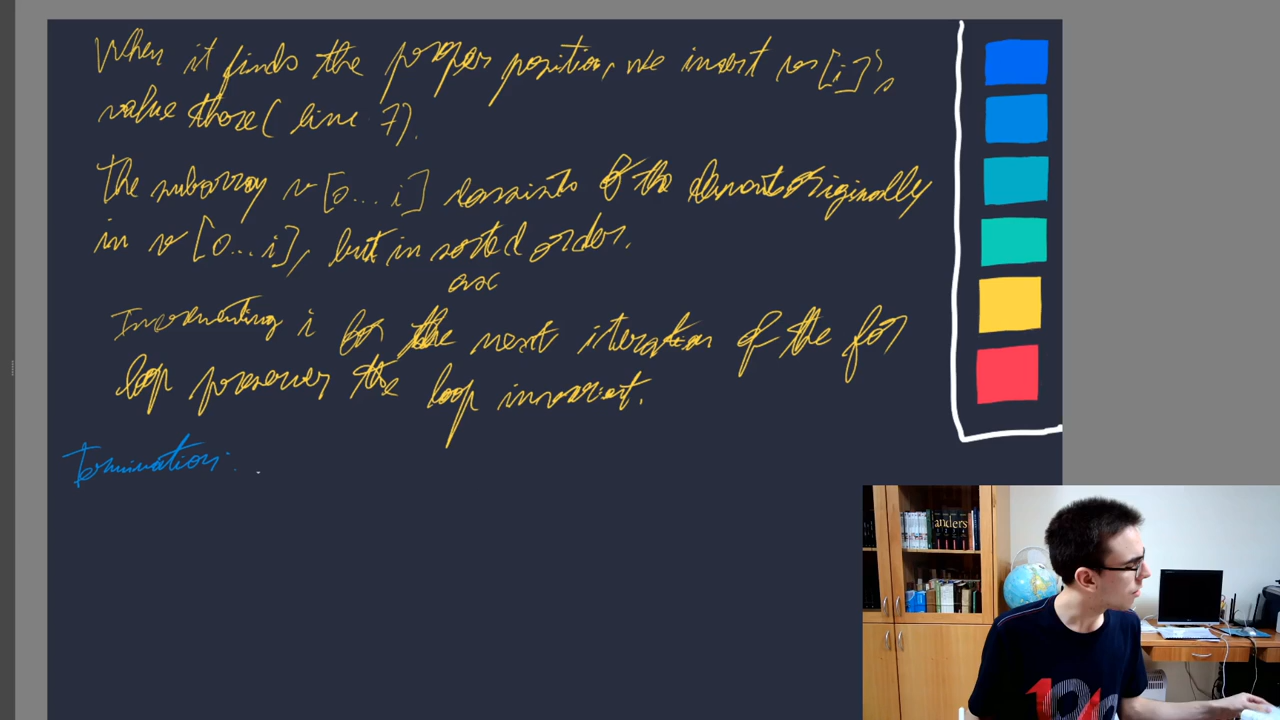 When it finds the proper position, we insert v[i]'s
value there (line 7).
The subarray v[0...i] consists of the elements originally
in v[0...i], but in sorted order.
asc
Incrementing i for the next iteration of the for
loop preserves the loop invariant.
Termination:
anders